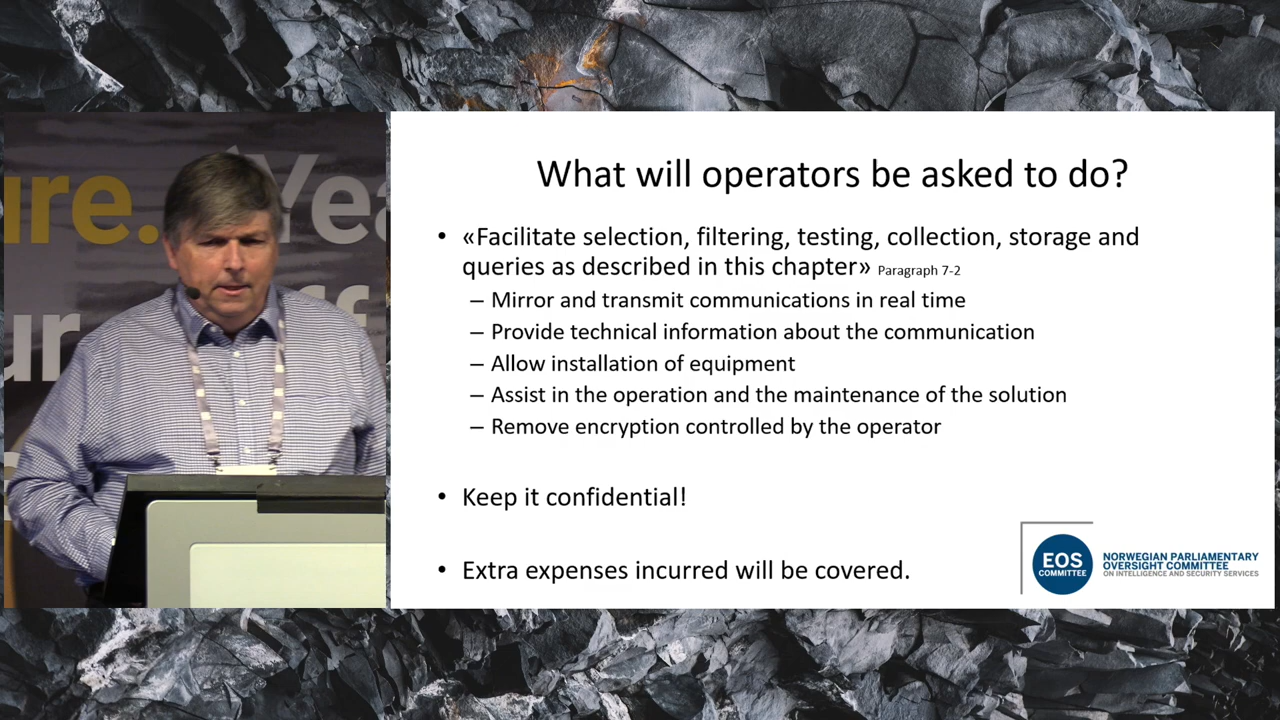 ure.
Yea
ur
ff
What will operators be asked to do?
• «Facilitate selection, filtering, testing, collection, storage and
queries as described in this chapter» Paragraph 7-2
– Mirror and transmit communications in real time
– Provide technical information about the communication
– Allow installation of equipment
– Assist in the operation and the maintenance of the solution
– Remove encryption controlled by the operator
• Keep it confidential!
• Extra expenses incurred will be covered.
EOS
COMMITTEE
NORWEGIAN PARLIAMENTARY
OVERSIGHT COMMITTEE
ON INTELLIGENCE AND SECURITY SERVICES